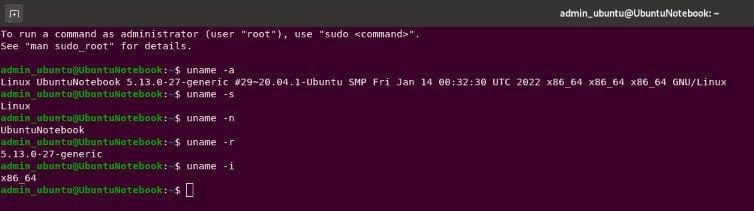 admin_ubuntu@UbuntuNotebook: ~
To run a command as administrator (user "root"), use "sudo <command>".
See "man sudo_root" for details.
admin_ubuntu@UbuntuNotebook:~$ uname -a
Linux UbuntuNotebook 5.13.0-27-generic #29~20.04.1-Ubuntu SMP Fri Jan 14 00:32:30 UTC 2022 x86_64 x86_64 x86_64 GNU/Linux
admin_ubuntu@UbuntuNotebook:~$ uname -s
Linux
admin_ubuntu@UbuntuNotebook:~$ uname -n
UbuntuNotebook
admin_ubuntu@UbuntuNotebook:~$ uname -r
5.13.0-27-generic
admin_ubuntu@UbuntuNotebook:~$ uname -i
x86_64
admin_ubuntu@UbuntuNotebook:~$